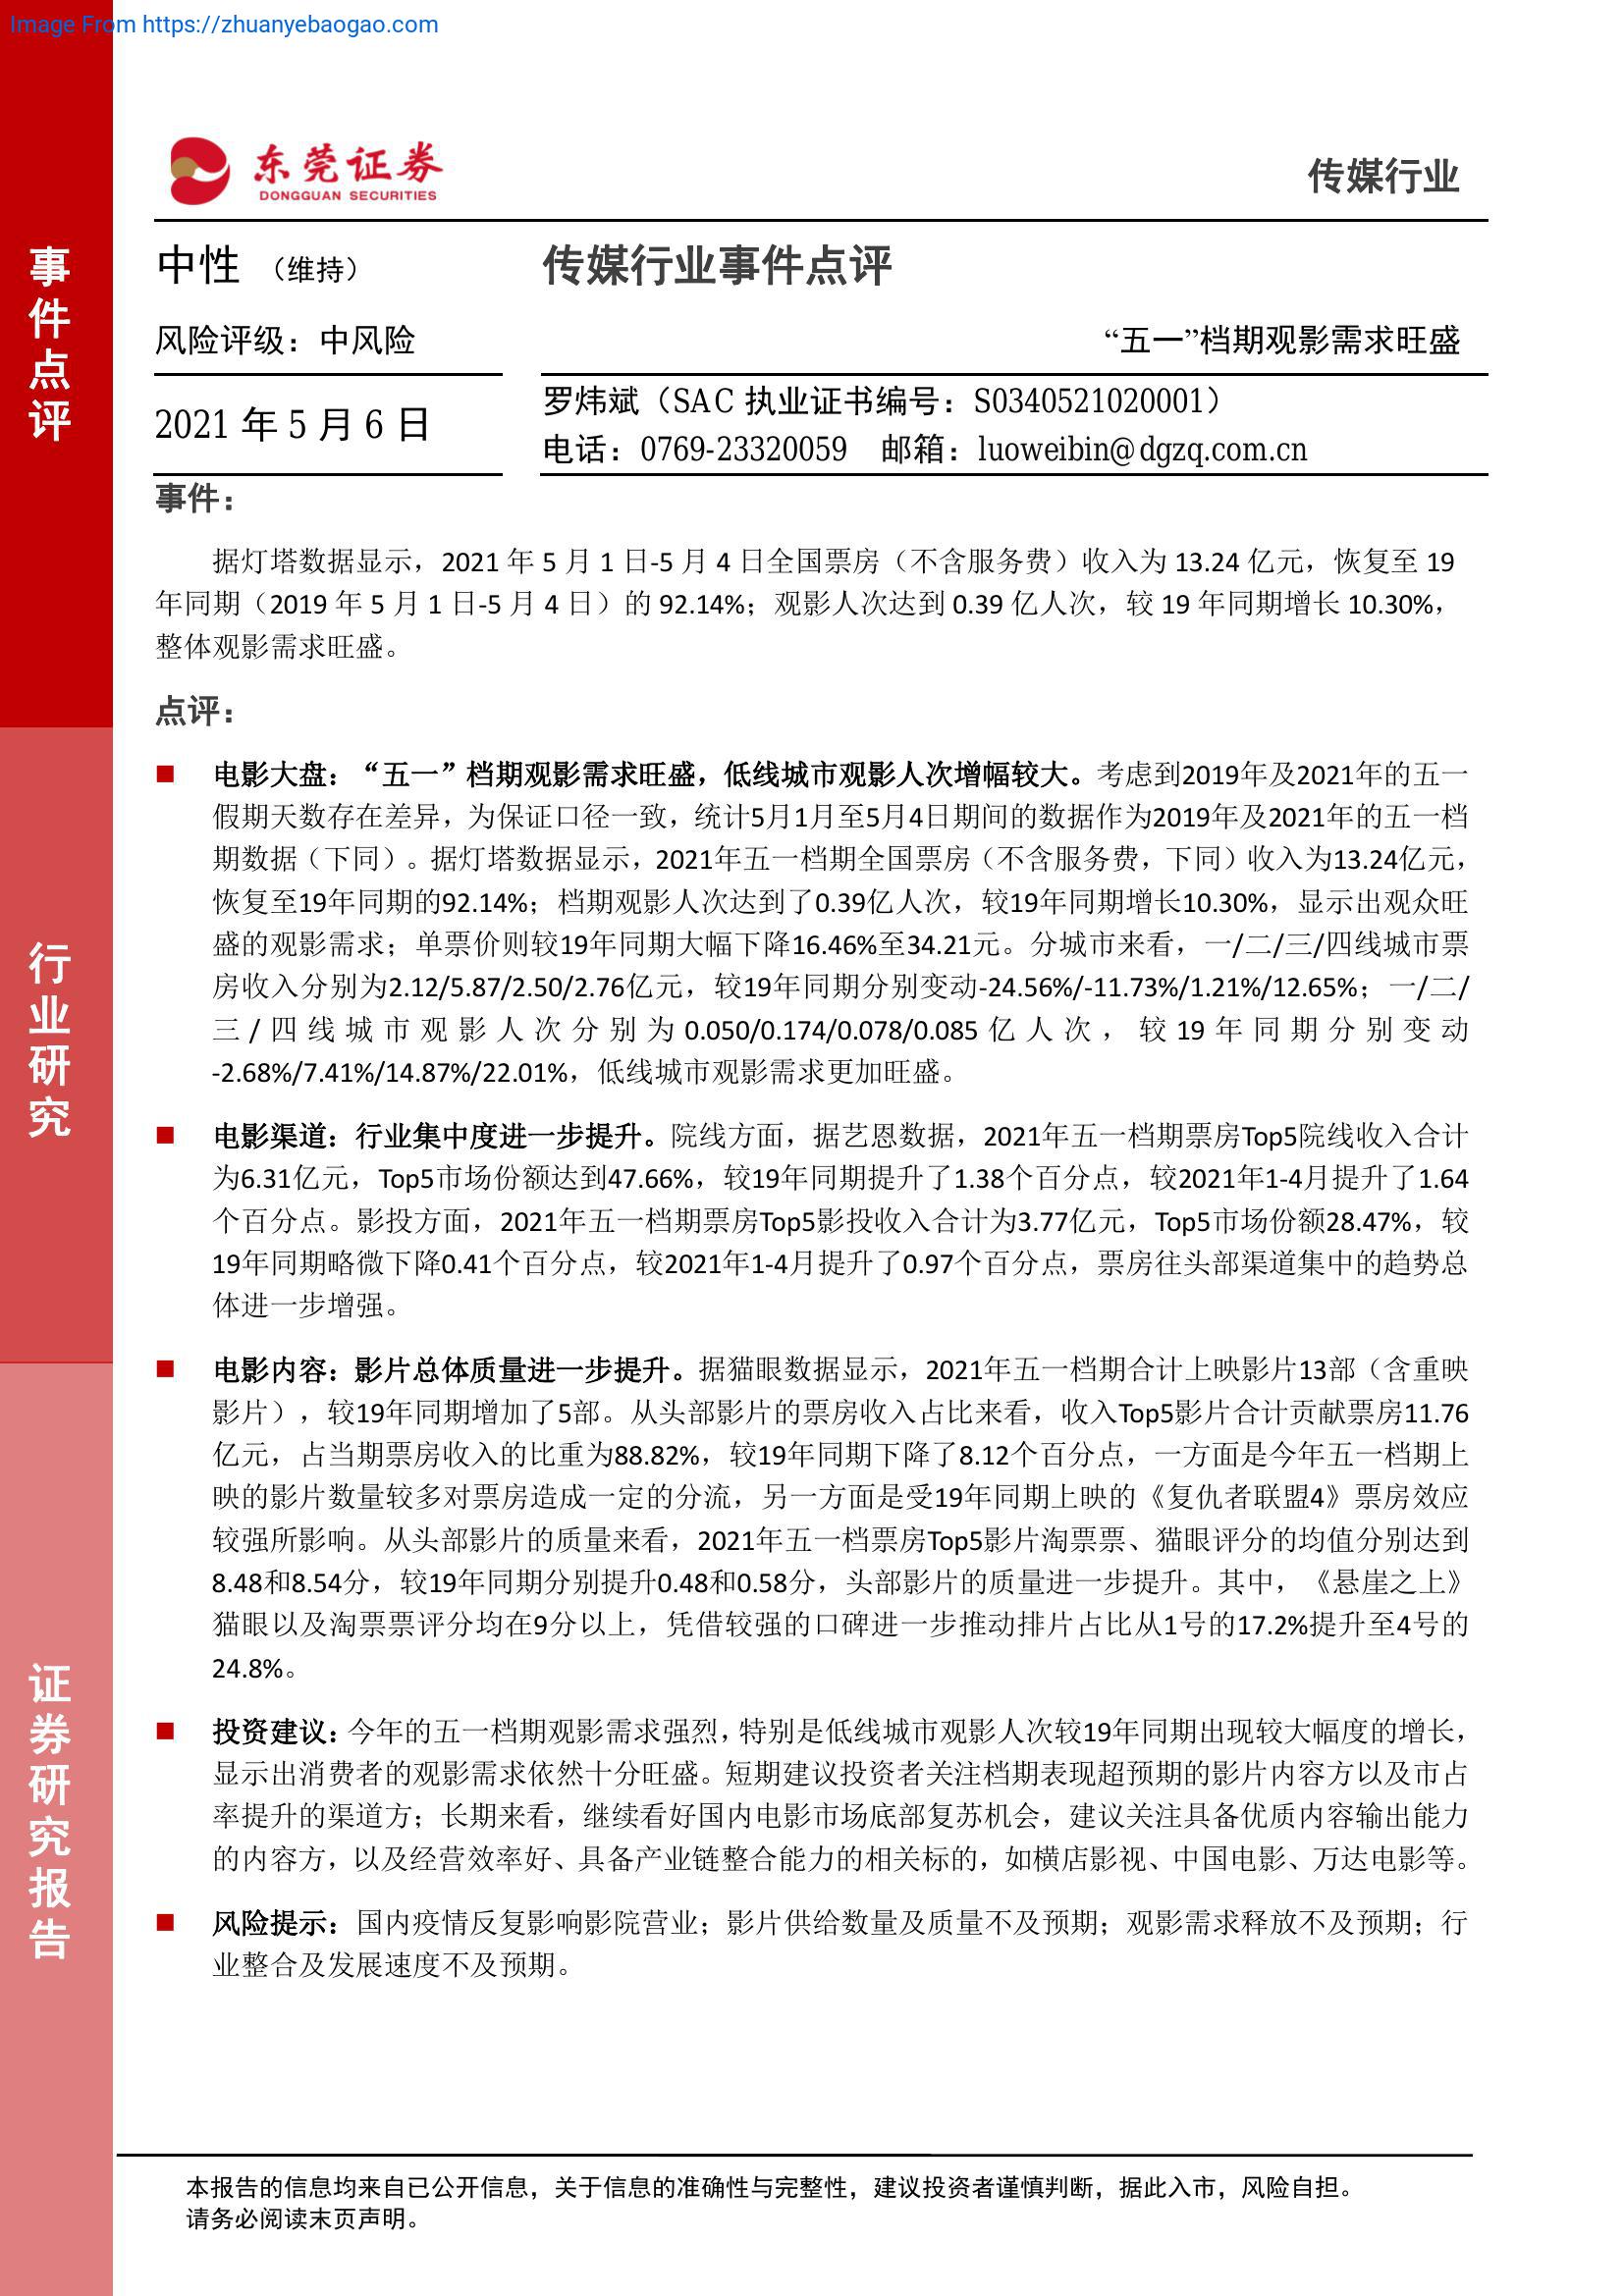 Image From https://zhuanyebaogao.com
东莞证券
DONGGUAN SECURITIES
传媒行业
事件点评
行业研究
证券研究报告
中性 （维持）
传媒行业事件点评
风险评级：中风险
“五一”档期观影需求旺盛
2021 年 5 月 6 日
罗炜斌（SAC 执业证书编号：S0340521020001）
电话：0769-23320059 邮箱：luoweibin@dgzq.com.cn
事件：
据灯塔数据显示，2021 年 5 月 1 日-5 月 4 日全国票房（不含服务费）收入为 13.24 亿元，恢复至 19
年同期（2019 年 5 月 1 日-5 月 4 日）的 92.14%；观影人次达到 0.39 亿人次，较 19 年同期增长 10.30%，
整体观影需求旺盛。
点评：
电影大盘：“五一”档期观影需求旺盛，低线城市观影人次增幅较大。考虑到2019年及2021年的五一
假期天数存在差异，为保证口径一致，统计5月1月至5月4日期间的数据作为2019年及2021年的五一档
期数据（下同）。据灯塔数据显示，2021年五一档期全国票房（不含服务费，下同）收入为13.24亿元，
恢复至19年同期的92.14%；档期观影人次达到了0.39亿人次，较19年同期增长10.30%，显示出观众旺
盛的观影需求；单票价则较19年同期大幅下降16.46%至34.21元。分城市来看，一/二/三/四线城市票
房收入分别为2.12/5.87/2.50/2.76亿元，较19年同期分别变动-24.56%/-11.73%/1.21%/12.65%；一/二/
三/四线城市观影人次分别为0.050/0.174/0.078/0.085亿人次，较19年同期分别变动
-2.68%/7.41%/14.87%/22.01%，低线城市观影需求更加旺盛。
电影渠道：行业集中度进一步提升。院线方面，据艺恩数据，2021年五一档期票房Top5院线收入合计
为6.31亿元，Top5市场份额达到47.66%，较19年同期提升了1.38个百分点，较2021年1-4月提升了1.64
个百分点。影投方面，2021年五一档期票房Top5影投收入合计为3.77亿元，Top5市场份额28.47%，较
19年同期略微下降0.41个百分点，较2021年1-4月提升了0.97个百分点，票房往头部渠道集中的趋势总
体进一步增强。
电影内容：影片总体质量进一步提升。据猫眼数据显示，2021年五一档期合计上映影片13部（含重映
影片），较19年同期增加了5部。从头部影片的票房收入占比来看，收入Top5影片合计贡献票房11.76
亿元，占当期票房收入的比重为88.82%，较19年同期下降了8.12个百分点，一方面是今年五一档期上
映的影片数量较多对票房造成一定的分流，另一方面是受19年同期上映的《复仇者联盟4》票房效应
较强所影响。从头部影片的质量来看，2021年五一档票房Top5影片淘票票、猫眼评分的均值分别达到
8.48和8.54分，较19年同期分别提升0.48和0.58分，头部影片的质量进一步提升。其中，《悬崖之上》
猫眼以及淘票票评分均在9分以上，凭借较强的口碑进一步推动排片占比从1号的17.2%提升至4号的
24.8%。
投资建议：今年的五一档期观影需求强烈，特别是低线城市观影人次较19年同期出现较大幅度的增长，
显示出消费者的观影需求依然十分旺盛。短期建议投资者关注档期表现超预期的影片内容方以及市占
率提升的渠道方；长期来看，继续看好国内电影市场底部复苏机会，建议关注具备优质内容输出能力
的内容方，以及经营效率好、具备产业链整合能力的相关标的，如横店影视、中国电影、万达电影等。
风险提示：国内疫情反复影响影院营业；影片供给数量及质量不及预期；观影需求释放不及预期；行
业整合及发展速度不及预期。
本报告的信息均来自已公开信息，关于信息的准确性与完整性，建议投资者谨慎判断，据此入市，风险自担。
请务必阅读末页声明。